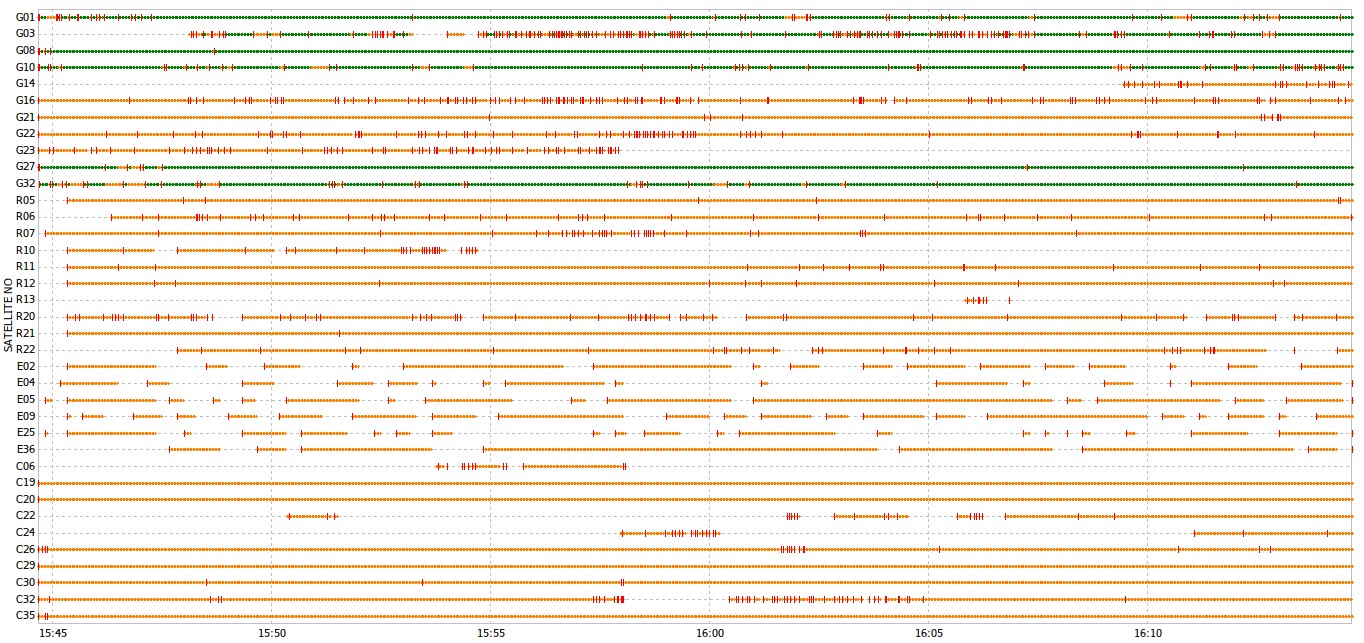 G01
G03
G08
G10
G14
G16
G21
G22
G23
G27
G32
R05
R06
R07
R10
R11
R12
R13
R20
R21
R22
E02
E04
E05
E09
E25
E36
C06
C19
C20
C22
C24
C26
C29
C30
C32
C35
SATELLITE NO
15:45 15:50 15:55 16:00 16:05 16:10